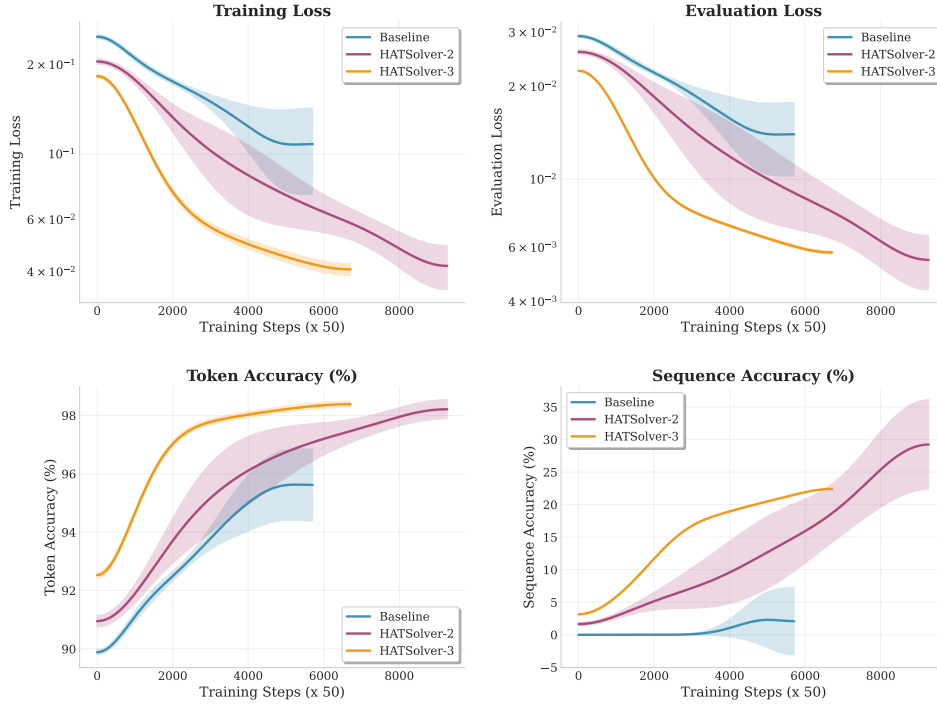 Training Loss
Training Loss
2 × 10⁻¹
10⁻¹
6 × 10⁻²
4 × 10⁻²
0 2000 4000 6000 8000
Training Steps (x 50)
Baseline
HATSolver-2
HATSolver-3
Evaluation Loss
Evaluation Loss
3 × 10⁻²
2 × 10⁻²
10⁻²
6 × 10⁻³
4 × 10⁻³
0 2000 4000 6000 8000
Training Steps (x 50)
Baseline
HATSolver-2
HATSolver-3
Token Accuracy (%)
Token Accuracy (%)
98
96
94
92
90
0 2000 4000 6000 8000
Training Steps (x 50)
Baseline
HATSolver-2
HATSolver-3
Sequence Accuracy (%)
Sequence Accuracy (%)
35
30
25
20
15
10
5
0
−5
0 2000 4000 6000 8000
Training Steps (x 50)
Baseline
HATSolver-2
HATSolver-3